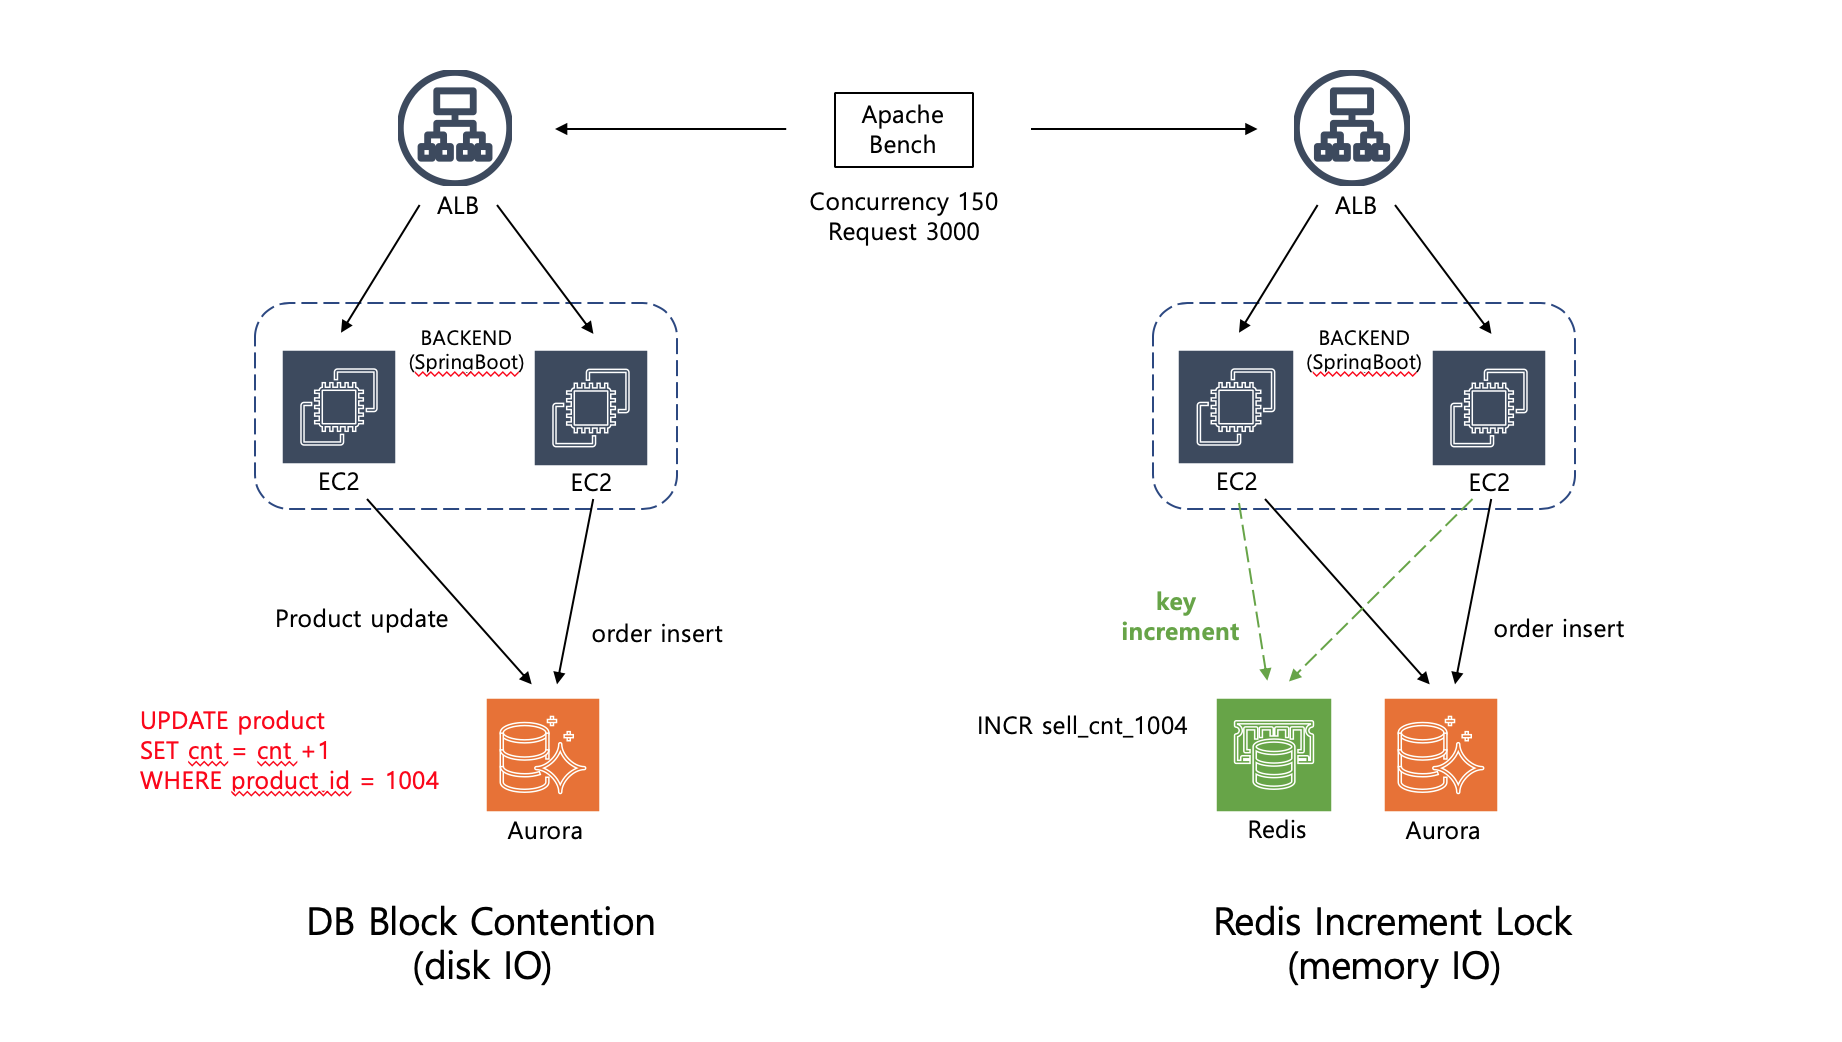 Apache
Bench
Concurrency 150
Request 3000
ALB
BACKEND
(SpringBoot)
EC2
EC2
Product update
order insert
UPDATE product
SET cnt = cnt +1
WHERE product_id = 1004
Aurora
DB Block Contention
(disk IO)
ALB
BACKEND
(SpringBoot)
EC2
EC2
key
increment
order insert
INCR sell_cnt_1004
Redis
Aurora
Redis Increment Lock
(memory IO)